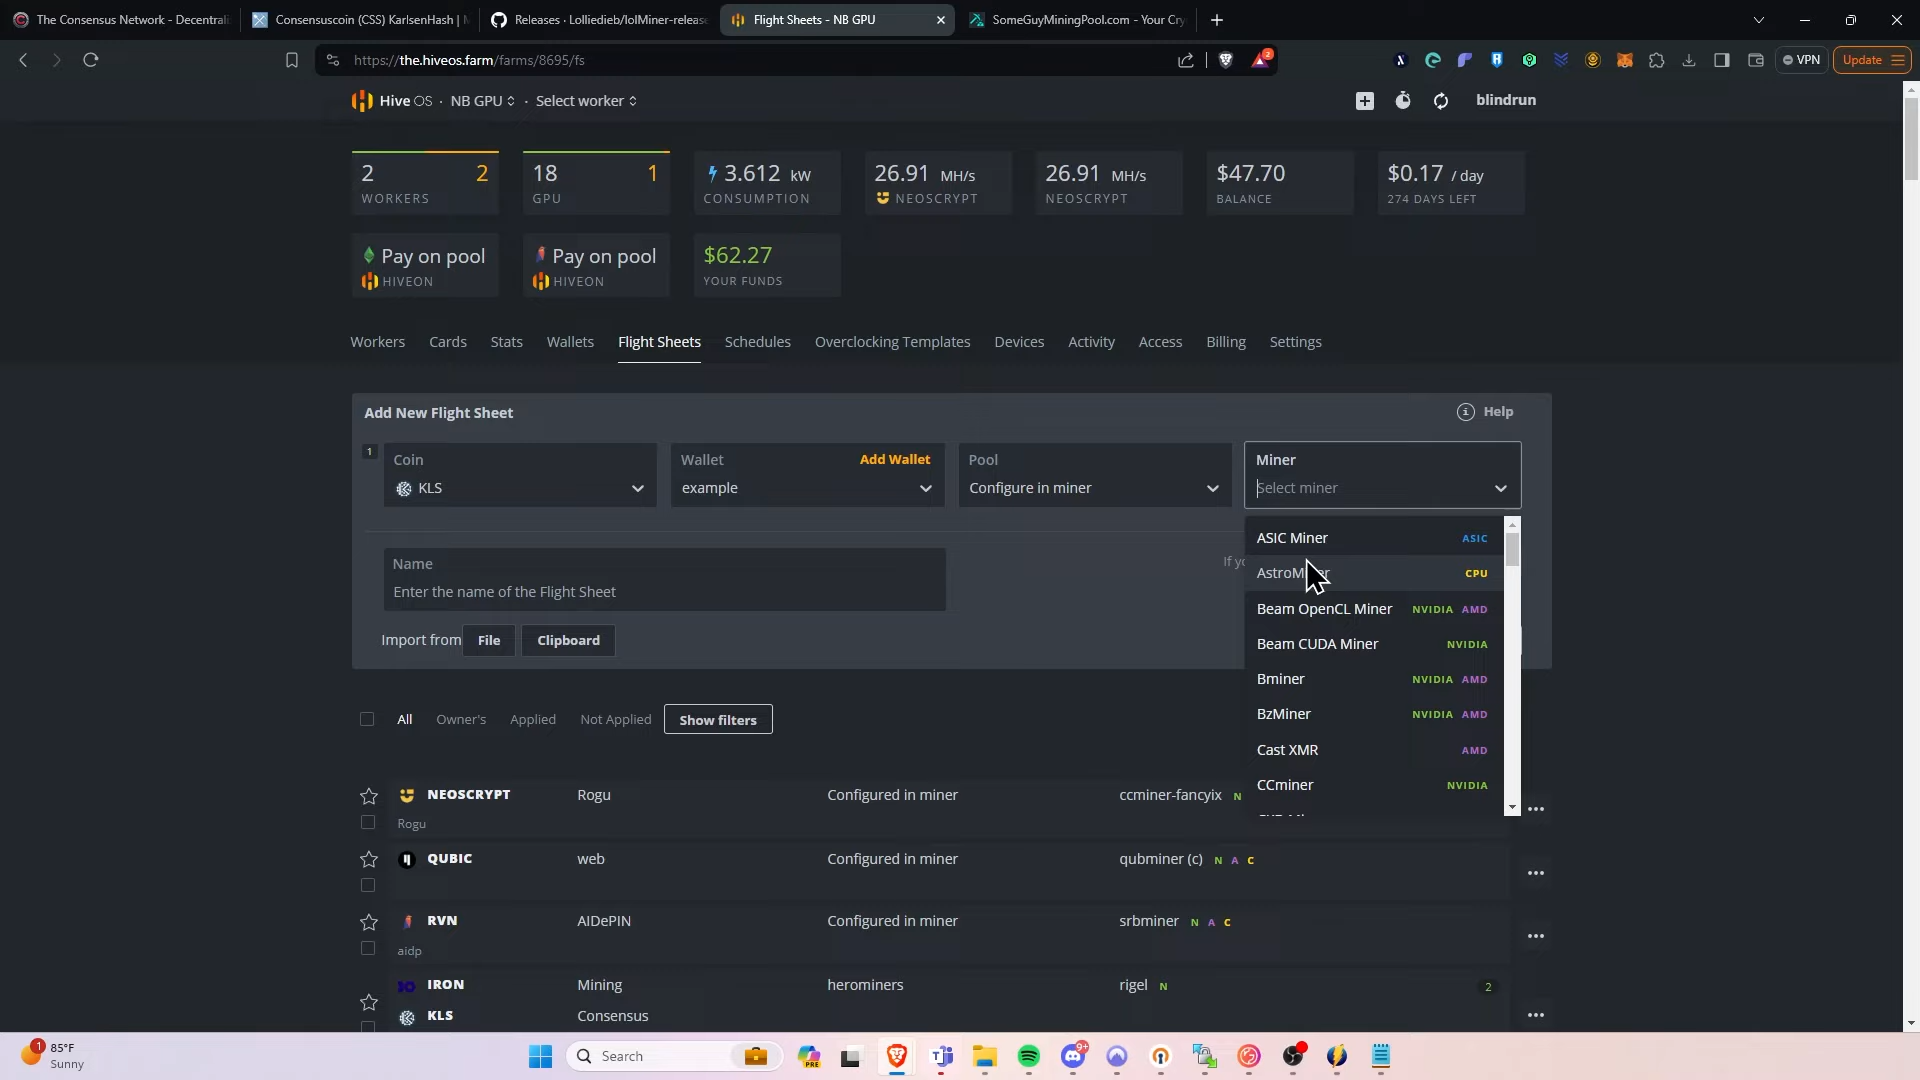 The Consensus Network - Decentrali
Consensuscoin (CSS) KarlsenHash | M
Releases · Lolliedieb/lolMiner-release
Flight Sheets - NB GPU
SomeGuyMiningPool.com - Your Cry
https://the.hiveos.farm/farms/8695/fs
2
VPN
Update
Hive OS · NB GPU · Select worker
blindrun
2 2
WORKERS
18 1
GPU
3.612 kW
CONSUMPTION
26.91 MH/s
NEOSCRYPT
26.91 MH/s
NEOSCRYPT
$47.70
BALANCE
$0.17 / day
274 DAYS LEFT
Pay on pool
HIVEON
Pay on pool
HIVEON
$62.27
YOUR FUNDS
Workers Cards Stats Wallets Flight Sheets Schedules Overclocking Templates Devices Activity Access Billing Settings
Add New Flight Sheet
Help
1
Coin
KLS
Wallet Add Wallet
example
Pool
Configure in miner
Miner
Select miner
ASIC Miner ASIC
CPU
Beam OpenCL Miner NVIDIA AMD
Beam CUDA Miner NVIDIA
Bminer NVIDIA AMD
BzMiner NVIDIA AMD
Cast XMR AMD
CCminer NVIDIA
Name
Enter the name of the Flight Sheet
If yo
Import from File Clipboard
All Owner's Applied Not Applied Show filters
NEOSCRYPT Rogu Configured in miner ccminer-fancyix N
Rogu
QUBIC web Configured in miner qubminer (c) N A C
RVN AIDePIN Configured in miner srbminer N A C
aidp
IRON Mining herominers rigel N 2
KLS Consensus
1
85°F
Sunny
Search
PRE
9+